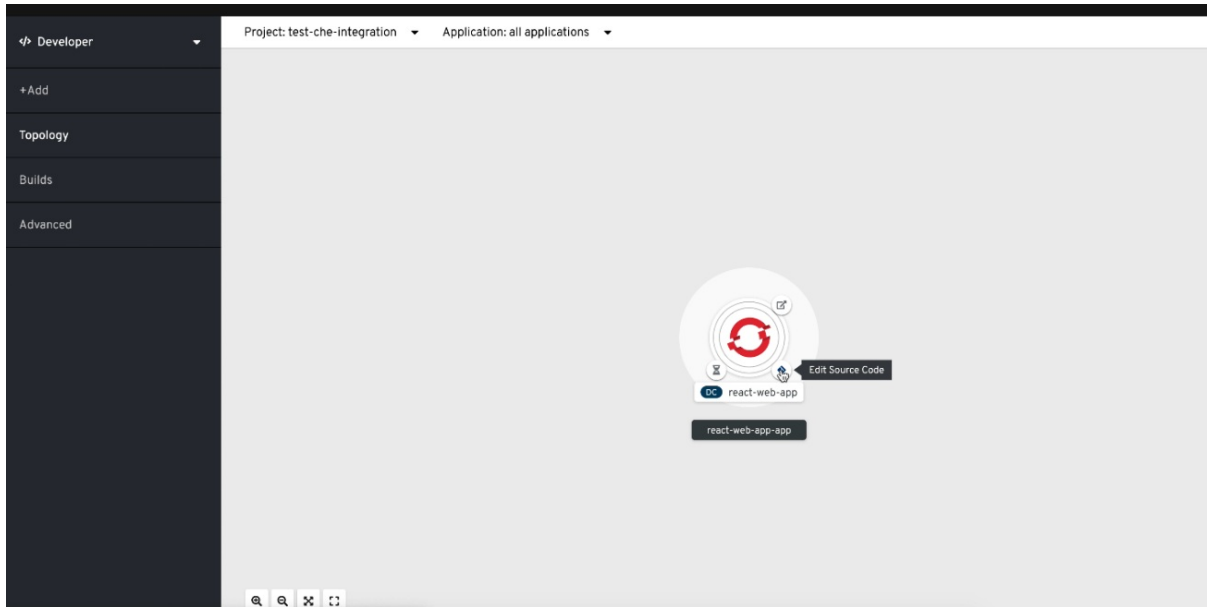 Developer
Project: test-che-integration
Application: all applications
+Add
Topology
Builds
Advanced
Edit Source Code
DC react-web-app
react-web-app-app